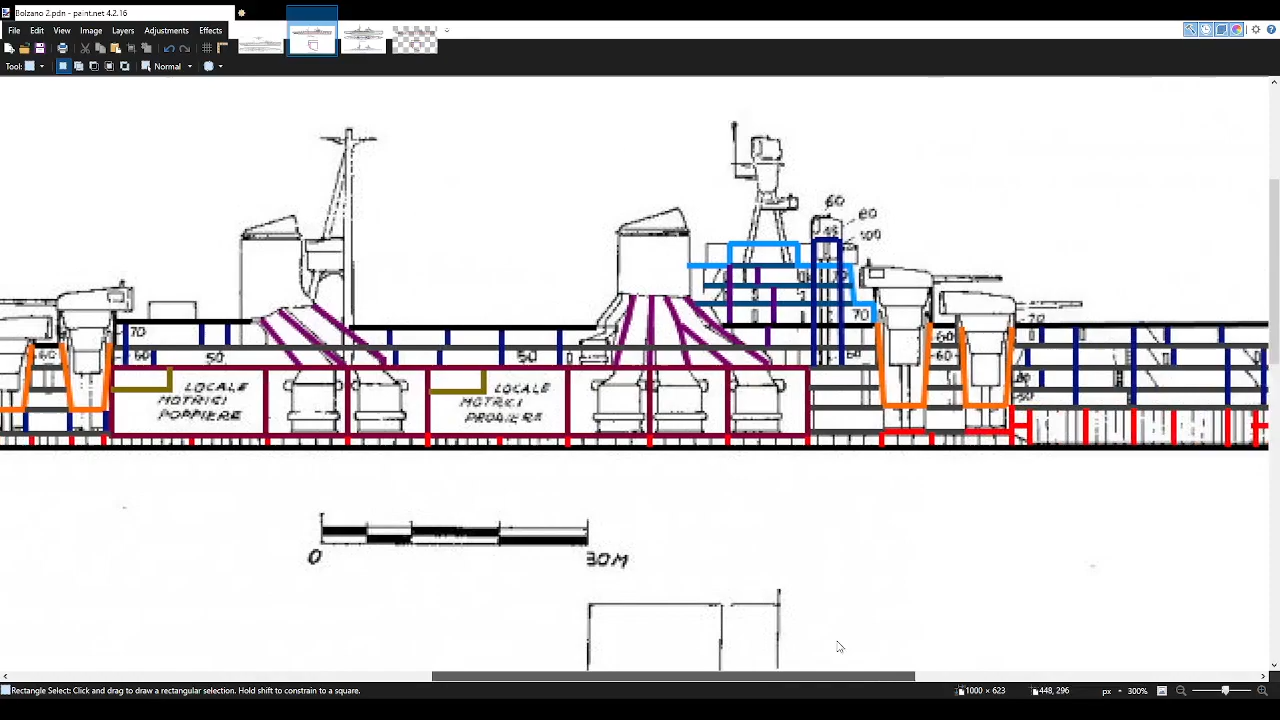 Bolzano 2.pdn - paint.net 4.2.16
File Edit View Image Layers Adjustments Effects
Tool: Normal
60
80
100
45
70
70
70
60
50
50
60
60
60
60
50
LOCALE
MOTRICI
POPPIERE
LOCALE
MOTRICI
PRODIERE
0
30M
Rectangle Select: Click and drag to draw a rectangular selection. Hold shift to constrain to a square.
1000 × 623
448, 296
px
300%